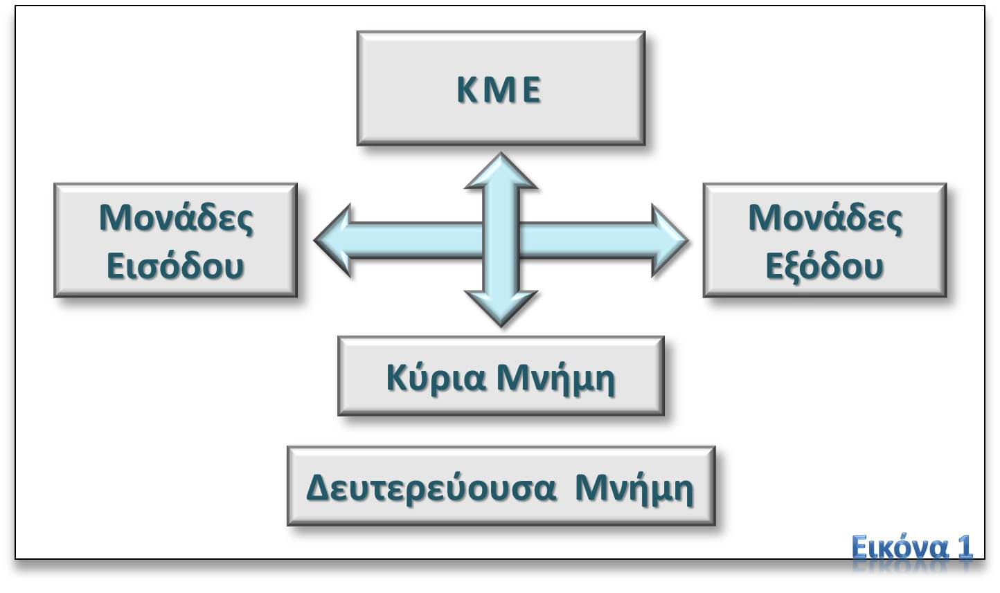 ΚΜΕ
Μονάδες
Εισόδου
Μονάδες
Εξόδου
Κύρια Μνήμη
Δευτερεύουσα Μνήμη
Εικόνα 1